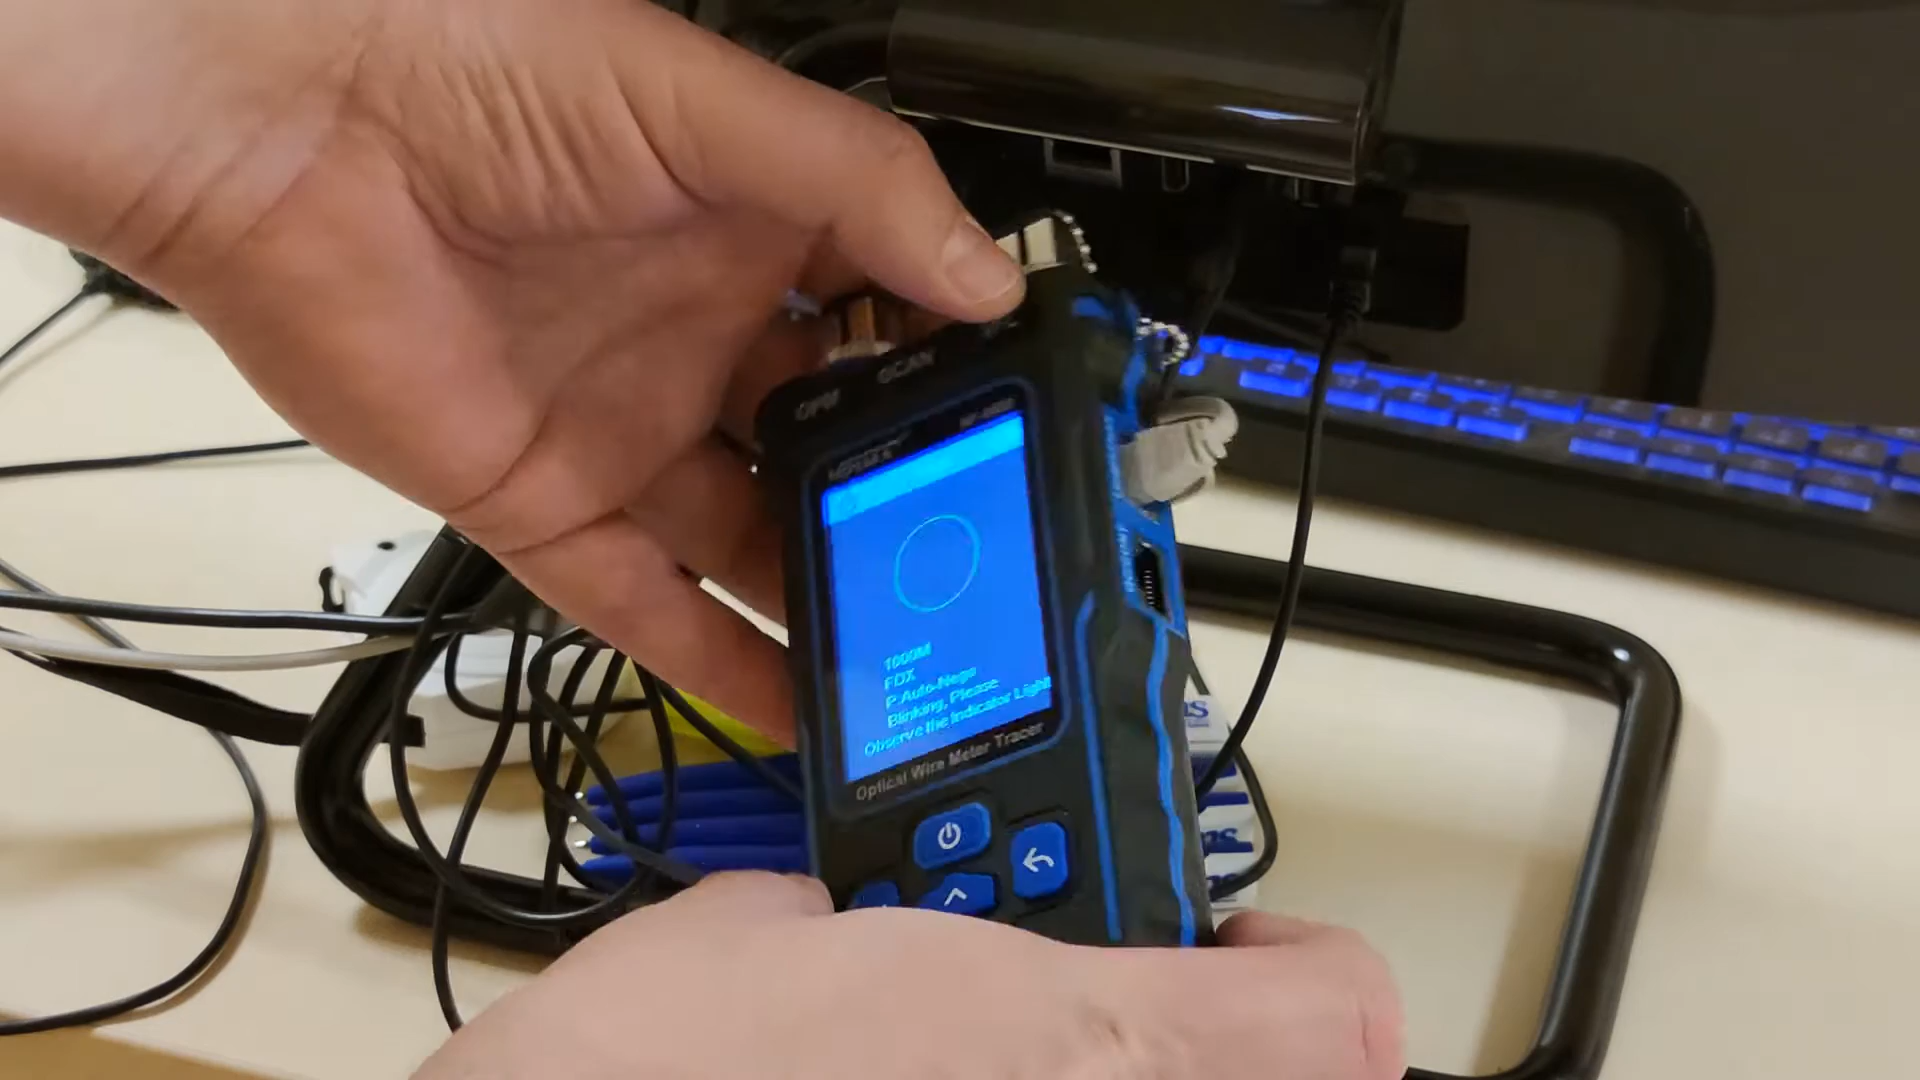 OPM
SCAN
1000M
FDX
P:Auto-Nego
Blinking, Please
Observe the Indicator Light
Optical Wire Meter Tracer